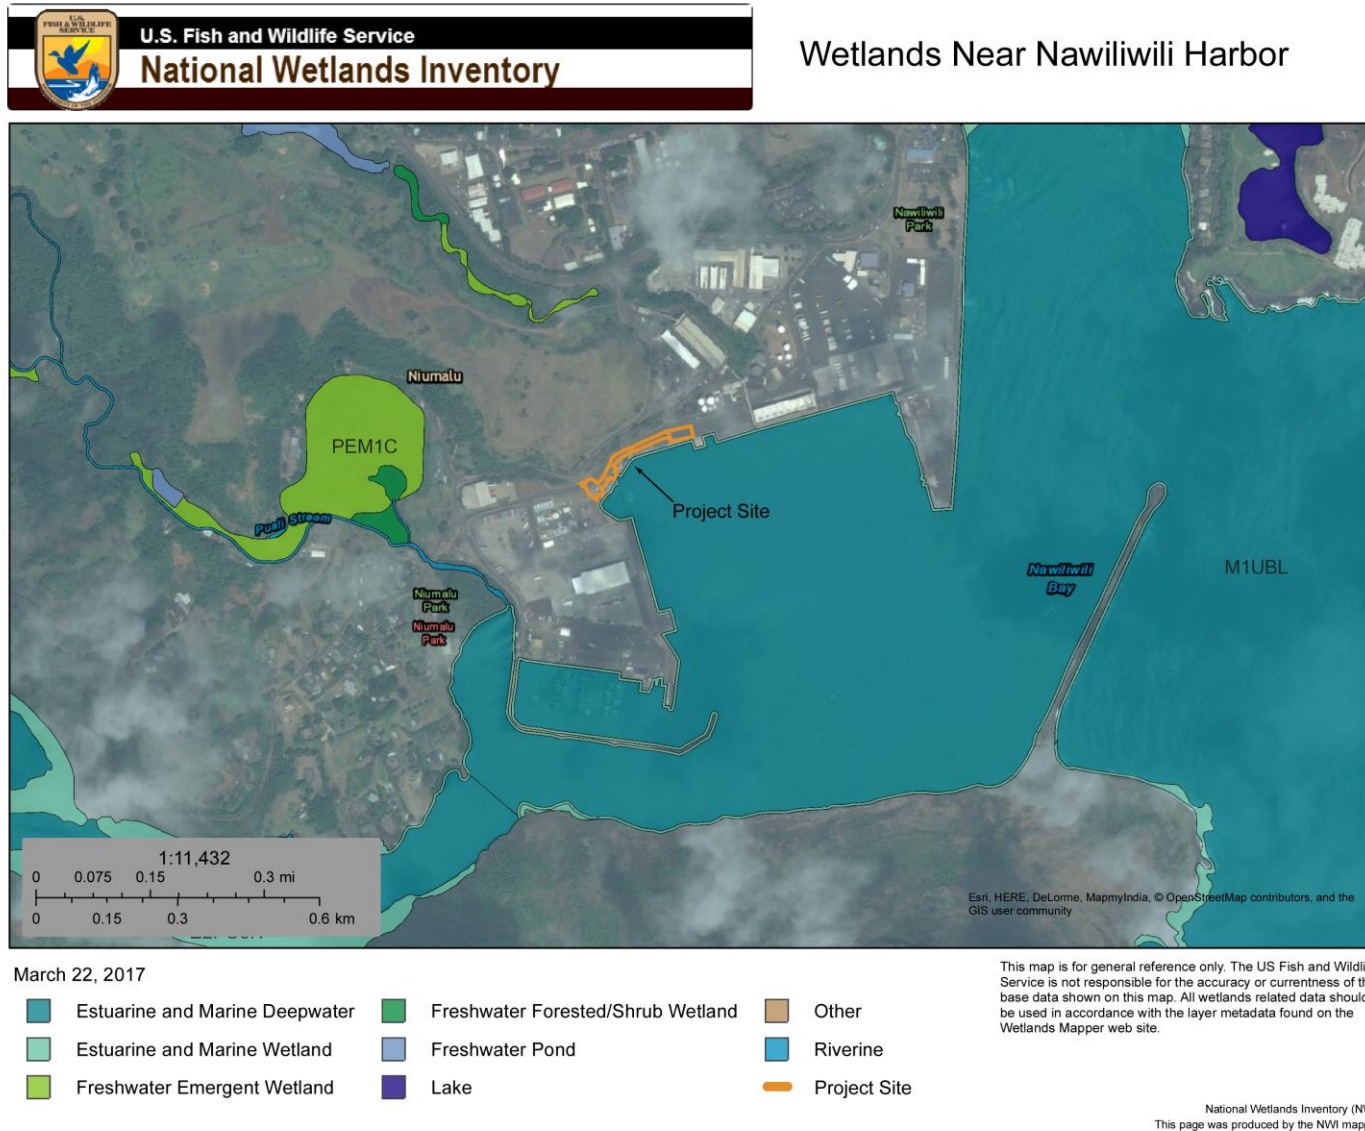 U.S.
FISH & WILDLIFE
SERVICE
U.S. Fish and Wildlife Service
National Wetlands Inventory
Wetlands Near Nawiliwili Harbor
Nawiliwili
Park
Niumalu
PEM1C
Project Site
Puali Stream
Nawiliwili
Bay
M1UBL
Niumalu
Park
Niumalu
Park
1:11,432
0 0.075 0.15 0.3 mi
0 0.15 0.3 0.6 km
Esri, HERE, DeLorme, MapmyIndia, © OpenStreetMap contributors, and the
GIS user community
March 22, 2017
Estuarine and Marine Deepwater
Estuarine and Marine Wetland
Freshwater Emergent Wetland
Freshwater Forested/Shrub Wetland
Freshwater Pond
Lake
Other
Riverine
Project Site
This map is for general reference only. The US Fish and Wildli
Service is not responsible for the accuracy or currentness of th
base data shown on this map. All wetlands related data should
be used in accordance with the layer metadata found on the
Wetlands Mapper web site.
National Wetlands Inventory (NW
This page was produced by the NWI map